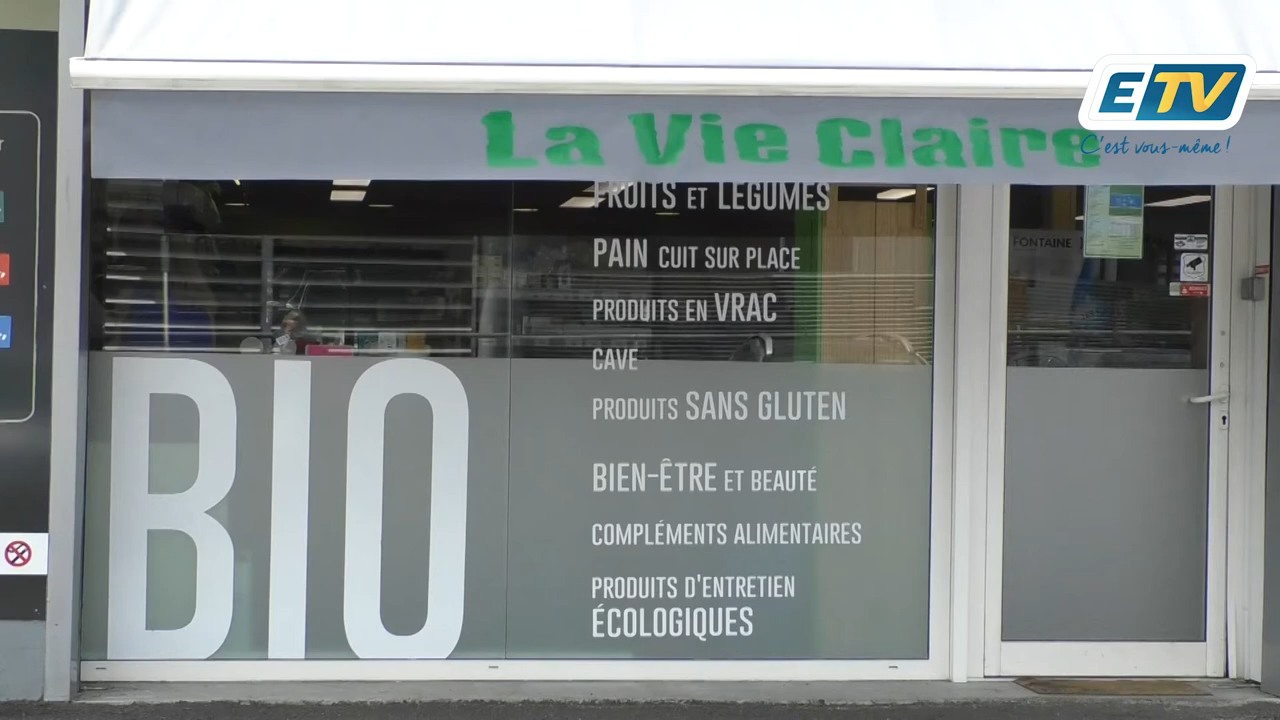 ETV
C'est vous-même !
La Vie Claire
FRUITS ET LÉGUMES
PAIN CUIT SUR PLACE
PRODUITS EN VRAC
CAVE
PRODUITS SANS GLUTEN
BIEN-ÊTRE ET BEAUTÉ
COMPLÉMENTS ALIMENTAIRES
PRODUITS D'ENTRETIEN
ÉCOLOGIQUES
BIO
FONTAINE